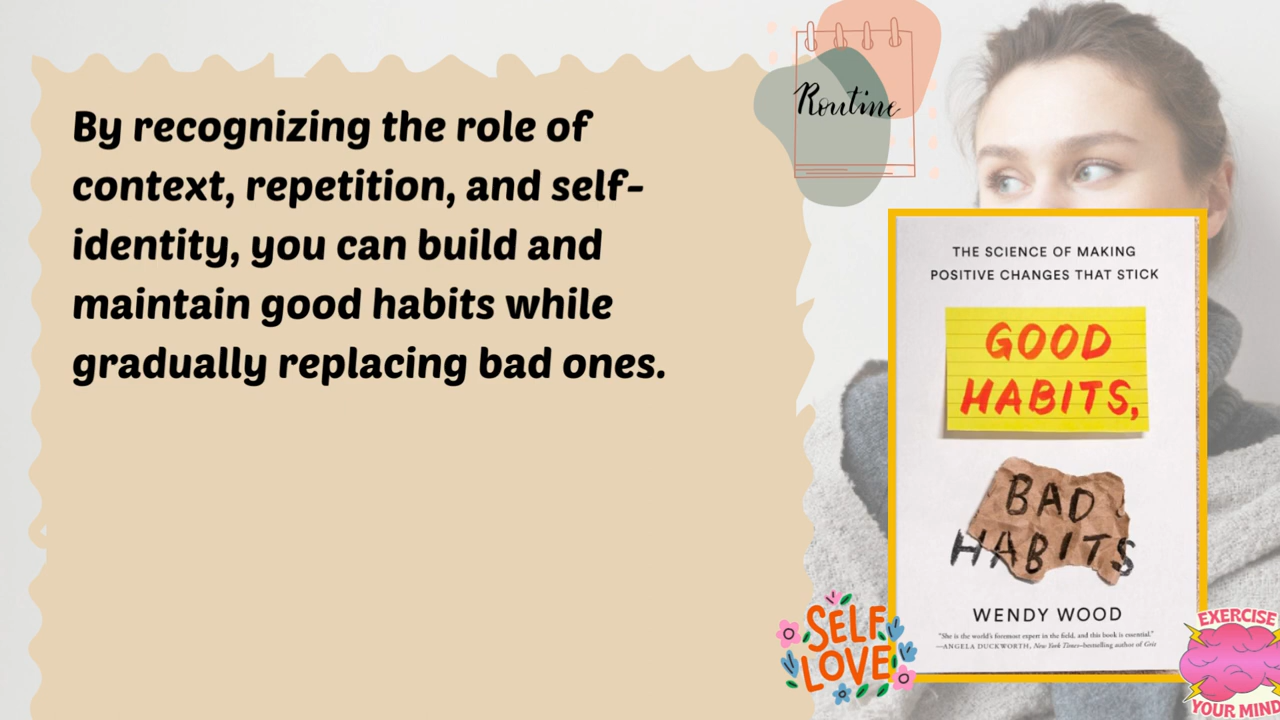 By recognizing the role of
context, repetition, and self-
identity, you can build and
maintain good habits while
gradually replacing bad ones.
Routine
THE SCIENCE OF MAKING
POSITIVE CHANGES THAT STICK
GOOD
HABITS,
BAD
HABITS
WENDY WOOD
"She is the world's foremost expert in the field, and this book is essential."
—ANGELA DUCKWORTH, New York Times–bestselling author of Grit
SELF
LOVE
EXERCISE
YOUR MIND